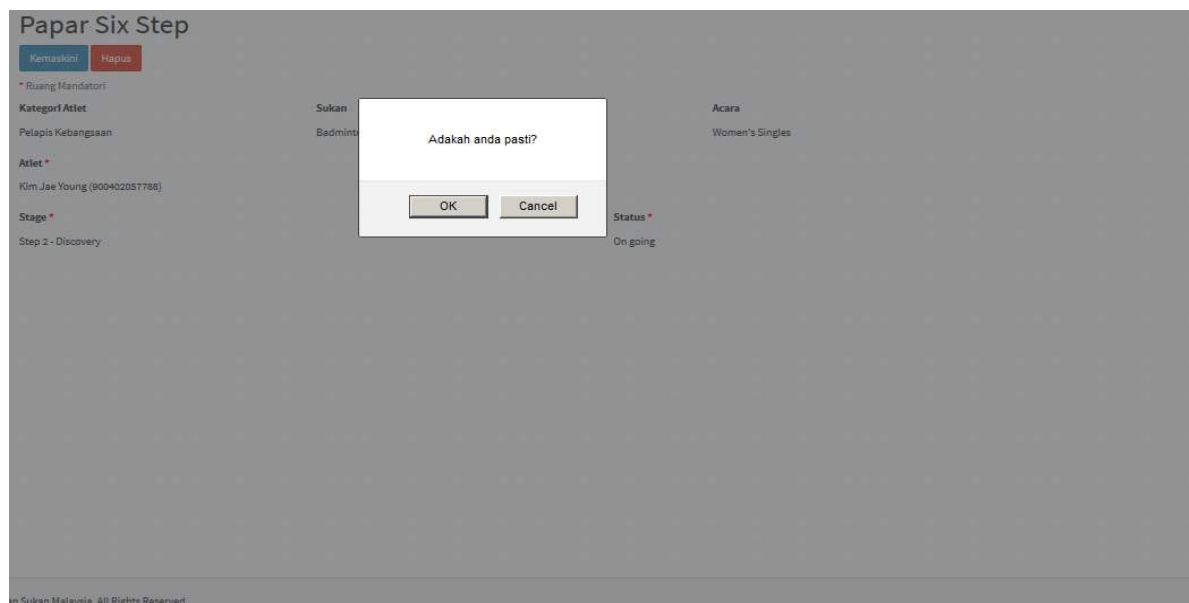 Papar Six Step
Kemaskini Hapus
* Ruang Mandatori
Kategori Atlet Sukan Acara
Pelapis Kebangsaan Women's Singles
Adakah anda pasti?
Atlet *
Kim Jae Young (900402057788)
OK Cancel
Stage * Status *
Step 2 - Discovery On going
Sukan Malaysia. All Rights Reserved